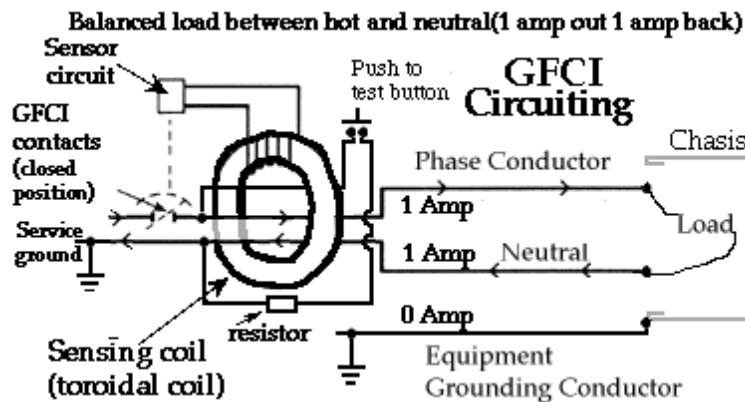 Balanced load between hot and neutral(1 amp out 1 amp back)
Sensor
circuit
Push to
test button
GFCI
Circuiting
GFCI
contacts
(closed
position)
Chasis
Phase Conductor
1 Amp
Load
Service
ground
1 Amp
Neutral
0 Amp
resistor
Sensing coil
(toroidal coil)
Equipment
Grounding Conductor